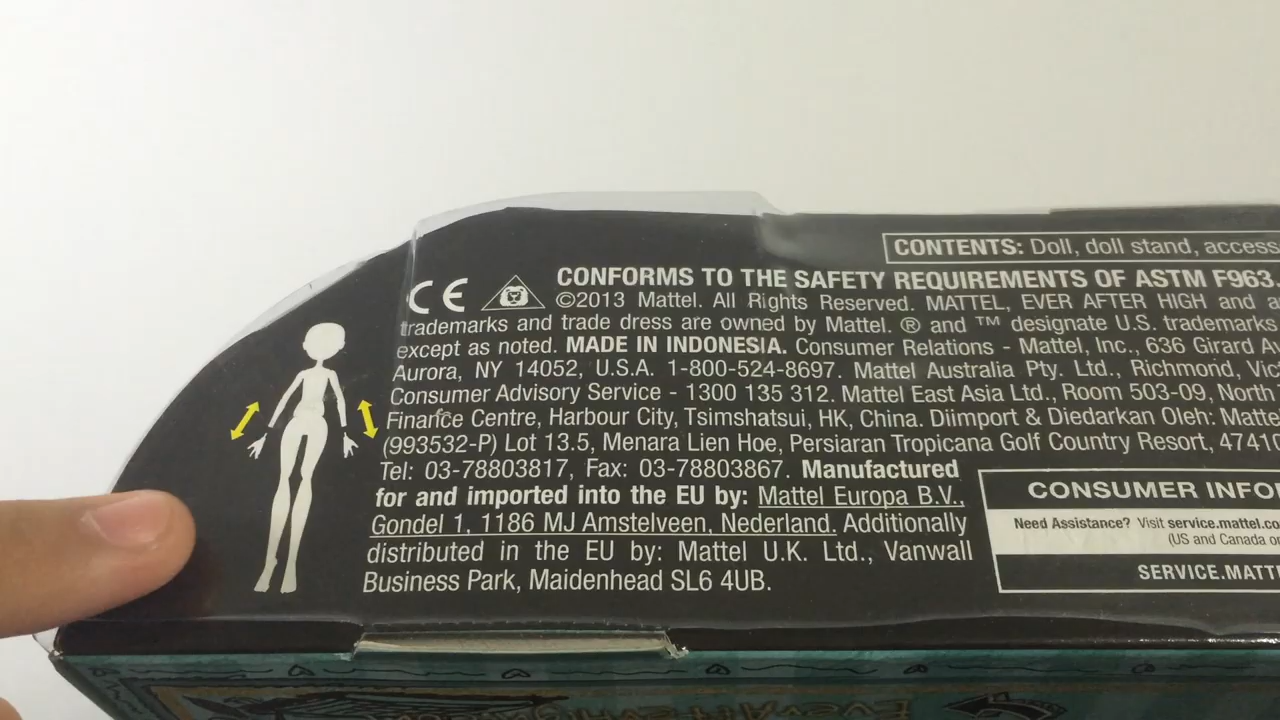 CONTENTS: Doll, doll stand, access
CE
CONFORMS TO THE SAFETY REQUIREMENTS OF ASTM F963.
©2013 Mattel. All Rights Reserved. MATTEL, EVER AFTER HIGH and a
trademarks and trade dress are owned by Mattel. ® and ™ designate U.S. trademarks
except as noted. MADE IN INDONESIA. Consumer Relations - Mattel, Inc., 636 Girard Av
Aurora, NY 14052, U.S.A. 1-800-524-8697. Mattel Australia Pty. Ltd., Richmond, Vic
Consumer Advisory Service - 1300 135 312. Mattel East Asia Ltd., Room 503-09, North
Finance Centre, Harbour City, Tsimshatsui, HK, China. Diimport & Diedarkan Oleh: Matte
(993532-P) Lot 13.5, Menara Lien Hoe, Persiaran Tropicana Golf Country Resort, 47410
Tel: 03-78803817, Fax: 03-78803867. Manufactured
for and imported into the EU by: Mattel Europa B.V.,
Gondel 1, 1186 MJ Amstelveen, Nederland. Additionally
distributed in the EU by: Mattel U.K. Ltd., Vanwall
Business Park, Maidenhead SL6 4UB.
CONSUMER INFO
Need Assistance? Visit service.mattel.co
(US and Canada o
SERVICE.MATT